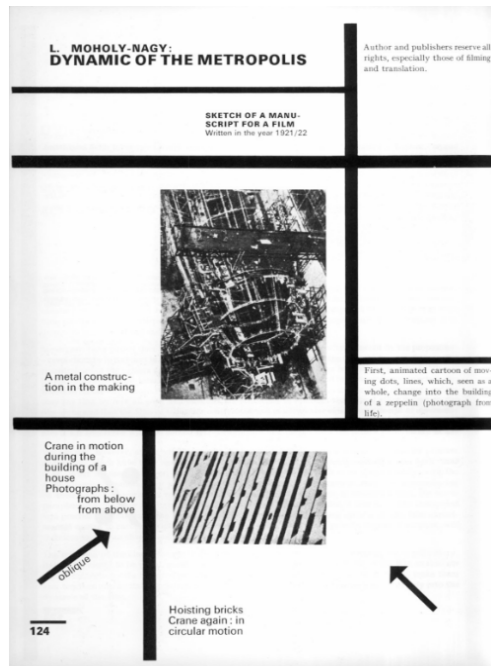 L. MOHOLY-NAGY:
DYNAMIC OF THE METROPOLIS
Author and publishers reserve all
rights, especially those of filming
and translation.
SKETCH OF A MANU-
SCRIPT FOR A FILM
Written in the year 1921/22
A metal construc-
tion in the making
First, animated cartoon of mov-
ing dots, lines, which, seen as a
whole, change into the building
of a zeppelin (photograph from
life).
Crane in motion
during the
building of a
house
Photographs:
from below
from above
oblique
Hoisting bricks
Crane again: in
circular motion
124